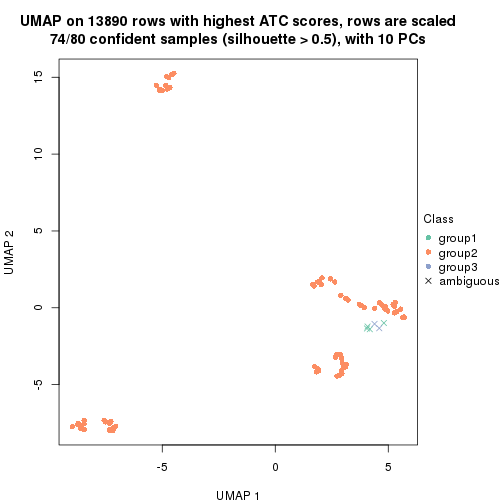 UMAP on 13890 rows with highest ATC scores, rows are scaled
74/80 confident samples (silhouette > 0.5), with 10 PCs
15
10
5
0
-5
UMAP 2
-5
0
5
UMAP 1
Class
group1
group2
group3
ambiguous